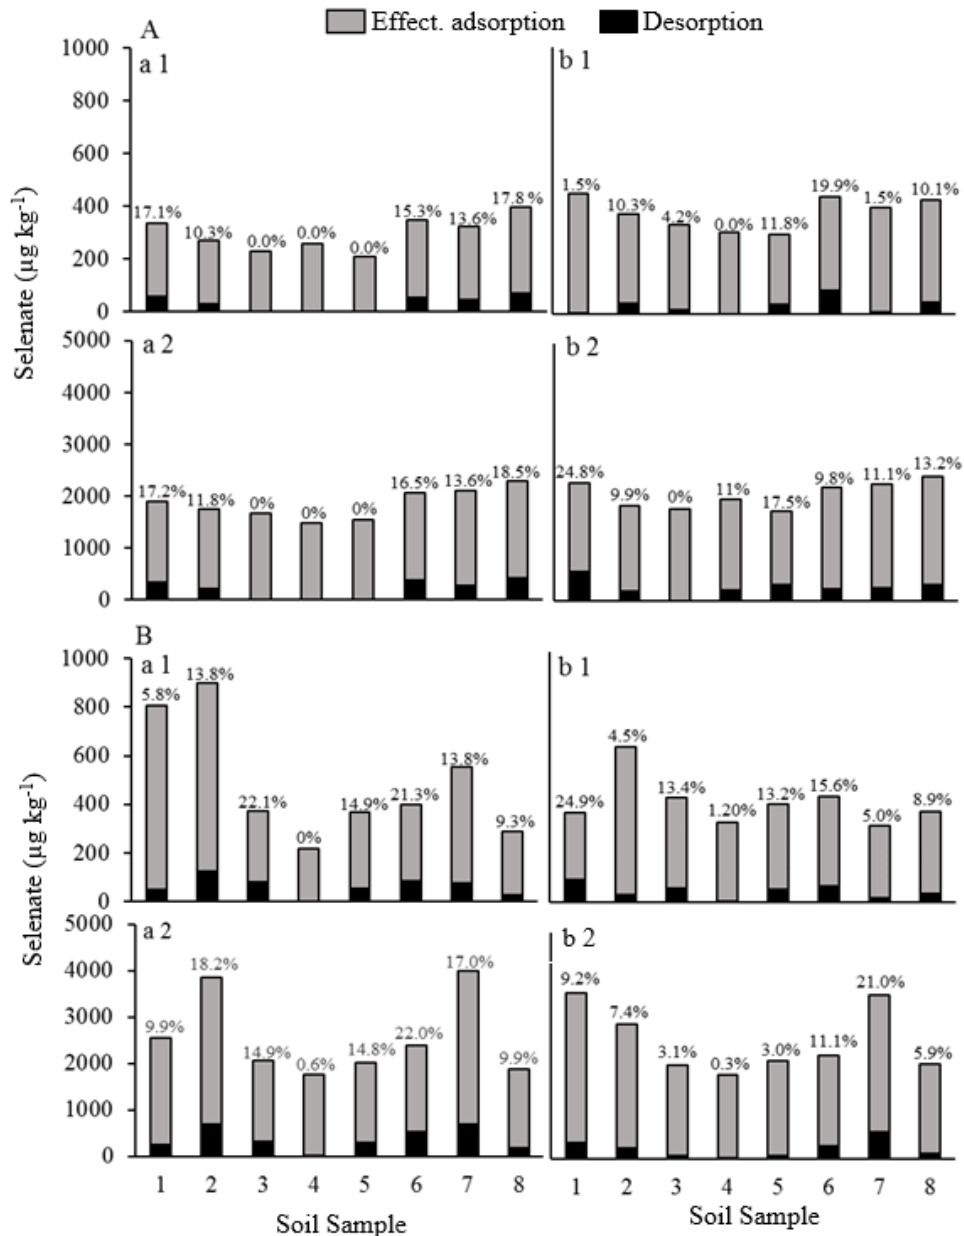 Effect. adsorption Desorption
A
a 1 b 1
1000
800
600
400
200
0
17.1% 10.3% 0.0% 0.0% 0.0% 15.3% 13.6% 17.8 %
1.5% 10.3% 4.2% 0.0% 11.8% 19.9% 1.5% 10.1%
Selenate (µg kg-1)
a 2 b 2
5000
4000
3000
2000
1000
0
17.2% 11.8% 0% 0% 0% 16.5% 13.6% 18.5%
24.8% 9.9% 0% 11% 17.5% 9.8% 11.1% 13.2%
B
a 1 b 1
1000
800
600
400
200
0
5.8% 13.8% 22.1% 0% 14.9% 21.3% 13.8% 9.3%
24.9% 4.5% 13.4% 1.20% 13.2% 15.6% 5.0% 8.9%
Selenate (µg kg-1)
a 2 b 2
5000
4000
3000
2000
1000
0
9.9% 18.2% 14.9% 0.6% 14.8% 22.0% 17.0% 9.9%
9.2% 7.4% 3.1% 0.3% 3.0% 11.1% 21.0% 5.9%
1 2 3 4 5 6 7 8 1 2 3 4 5 6 7 8
Soil Sample Soil Sample